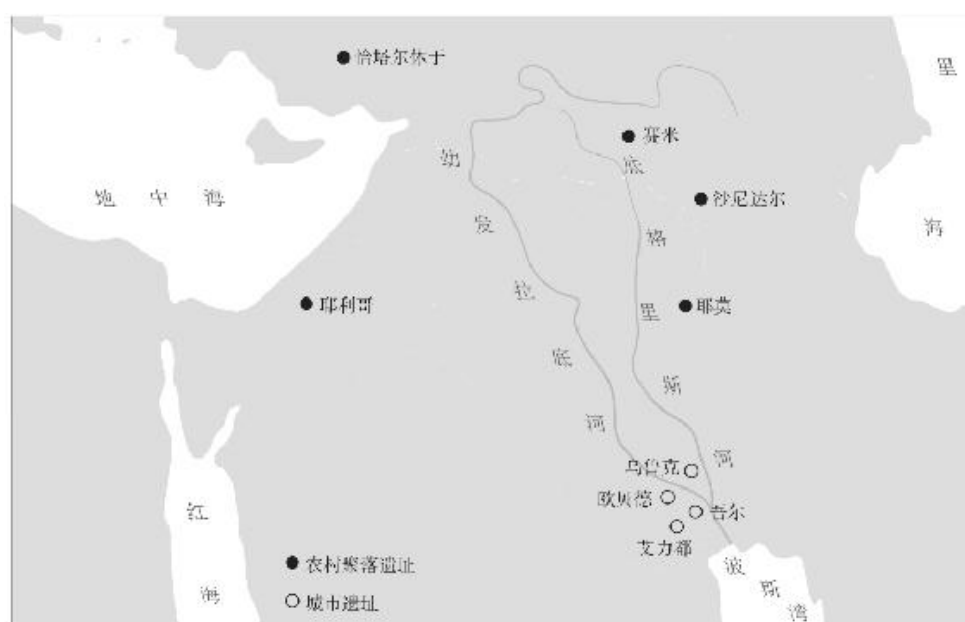 恰塔尔休于
里海
赛米
幼发拉底河
底格里斯河
地中海
沙尼达尔
耶利哥
耶莫
乌鲁克
欧贝德
吾尔
艾力都
红海
波斯湾
农村聚落遗址
城市遗址